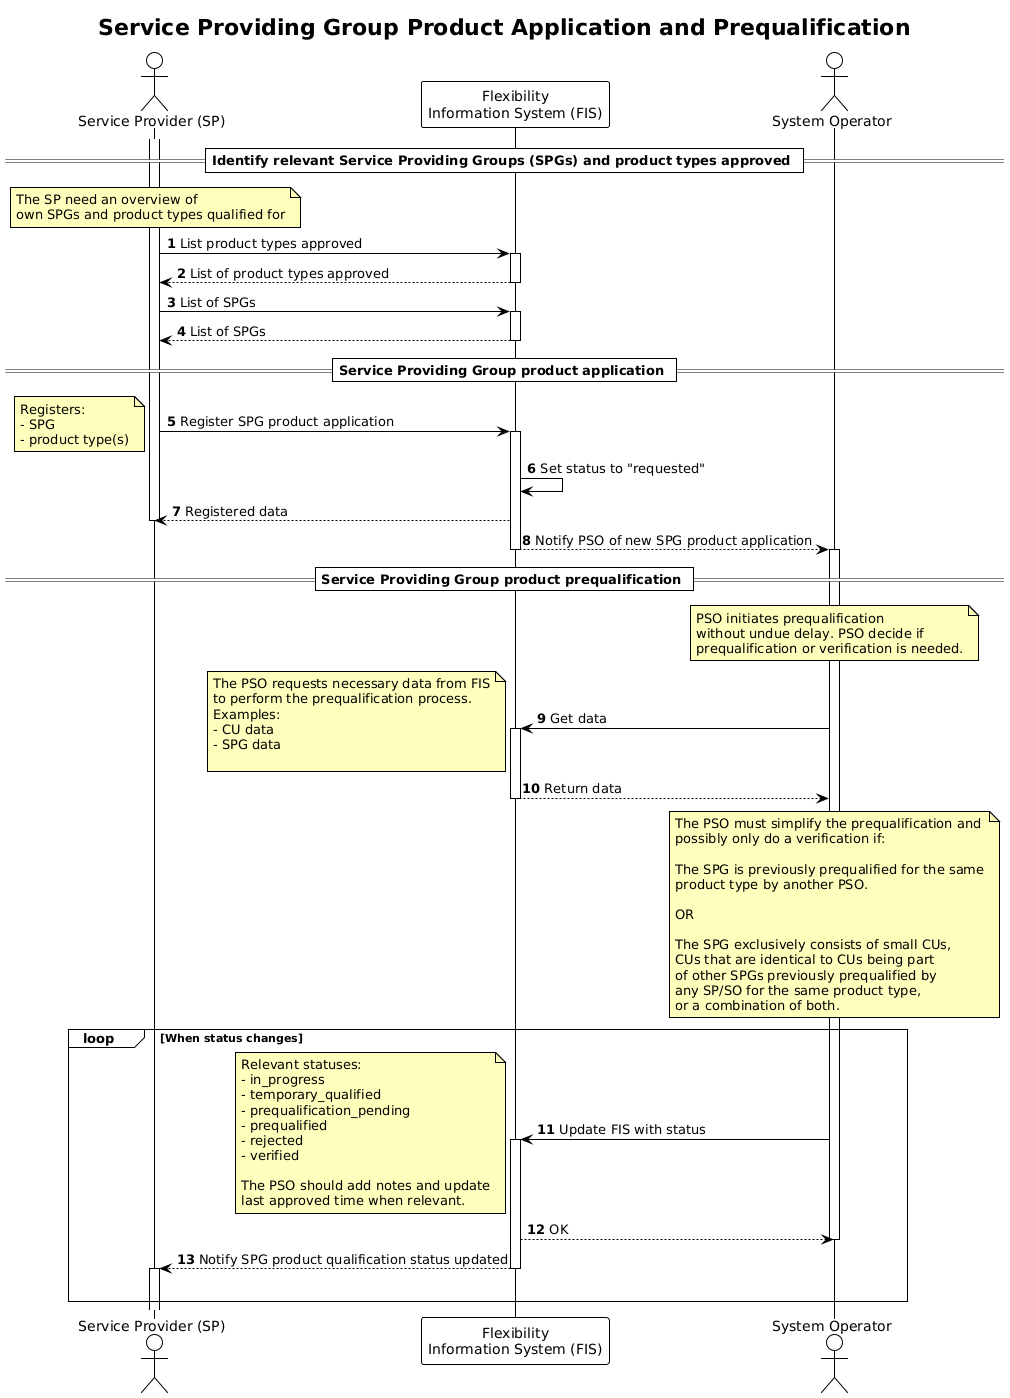 Service Providing Group Product Application and Prequalification
Service Provider (SP)
Flexibility
Information System (FIS)
System Operator
Identify relevant Service Providing Groups (SPGs) and product types approved
The SP need an overview of
own SPGs and product types qualified for
1 List product types approved
2 List of product types approved
3 List of SPGs
4 List of SPGs
Service Providing Group product application
Registers:
- SPG
- product type(s)
5 Register SPG product application
6 Set status to "requested"
7 Registered data
8 Notify PSO of new SPG product application
Service Providing Group product prequalification
PSO initiates prequalification
without undue delay. PSO decide if
prequalification or verification is needed.
The PSO requests necessary data from FIS
to perform the prequalification process.
Examples:
- CU data
- SPG data
9 Get data
10 Return data
The PSO must simplify the prequalification and
possibly only do a verification if:
The SPG is previously prequalified for the same
product type by another PSO.
OR
The SPG exclusively consists of small CUs,
CUs that are identical to CUs being part
of other SPGs previously prequalified by
any SP/SO for the same product type,
or a combination of both.
loop [When status changes]
Relevant statuses:
- in_progress
- temporary_qualified
- prequalification_pending
- prequalified
- rejected
- verified
The PSO should add notes and update
last approved time when relevant.
11 Update FIS with status
12 OK
13 Notify SPG product qualification status updated
Service Provider (SP)
Flexibility
Information System (FIS)
System Operator